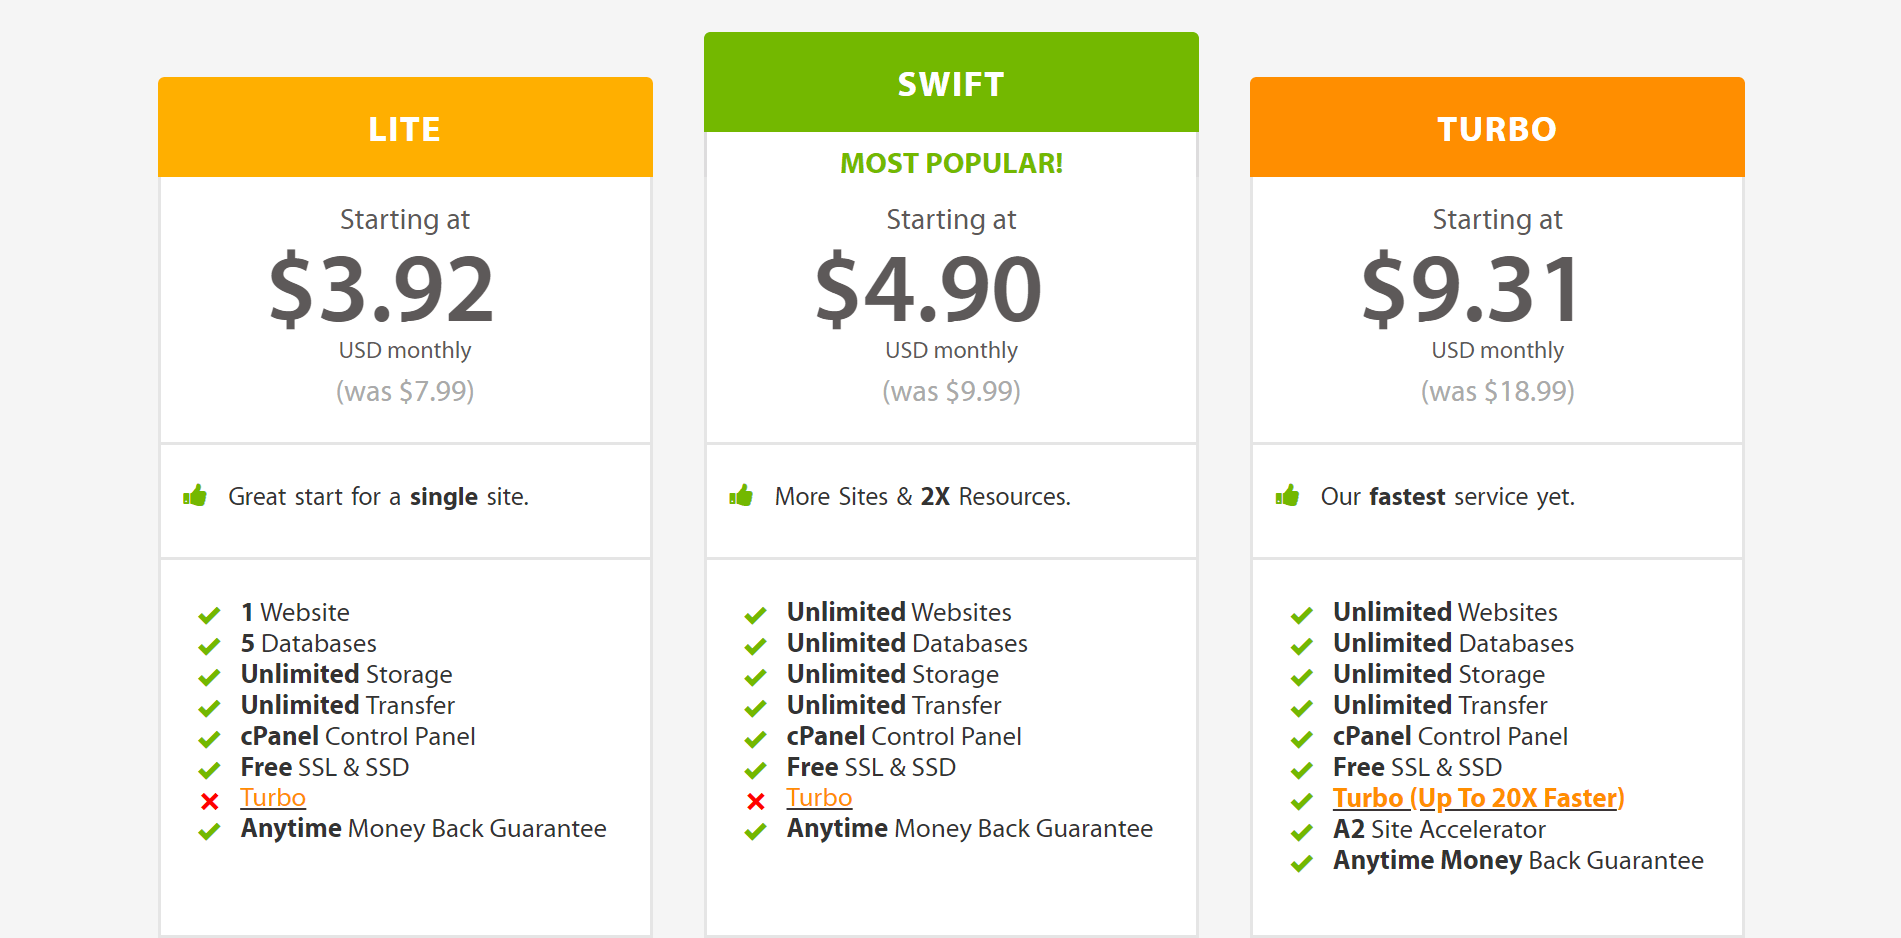 LITE
Starting at
$3.92
USD monthly
(was $7.99)
Great start for a single site.
1 Website
5 Databases
Unlimited Storage
Unlimited Transfer
cPanel Control Panel
Free SSL & SSD
Turbo
Anytime Money Back Guarantee
SWIFT
MOST POPULAR!
Starting at
$4.90
USD monthly
(was $9.99)
More Sites & 2X Resources.
Unlimited Websites
Unlimited Databases
Unlimited Storage
Unlimited Transfer
cPanel Control Panel
Free SSL & SSD
Turbo
Anytime Money Back Guarantee
TURBO
Starting at
$9.31
USD monthly
(was $18.99)
Our fastest service yet.
Unlimited Websites
Unlimited Databases
Unlimited Storage
Unlimited Transfer
cPanel Control Panel
Free SSL & SSD
Turbo (Up To 20X Faster)
A2 Site Accelerator
Anytime Money Back Guarantee